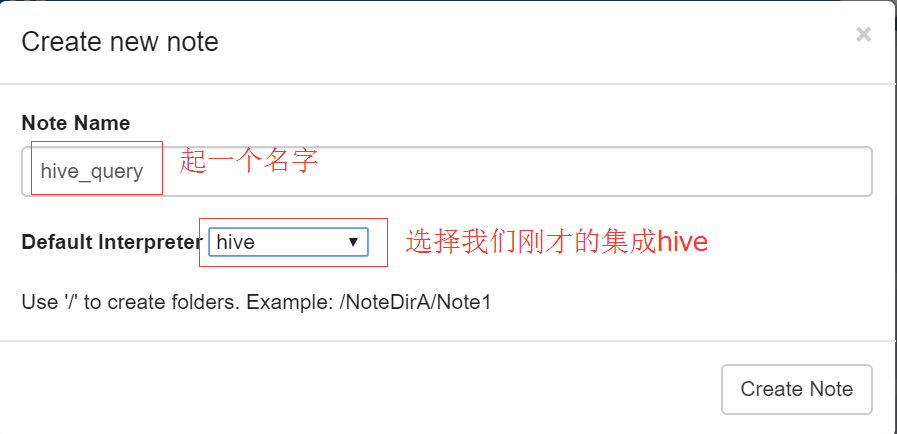 Create new note
×
Note Name
hive_query
起一个名字
Default Interpreter hive ▼
选择我们刚才的集成hive
Use '/' to create folders. Example: /NoteDirA/Note1
Create Note